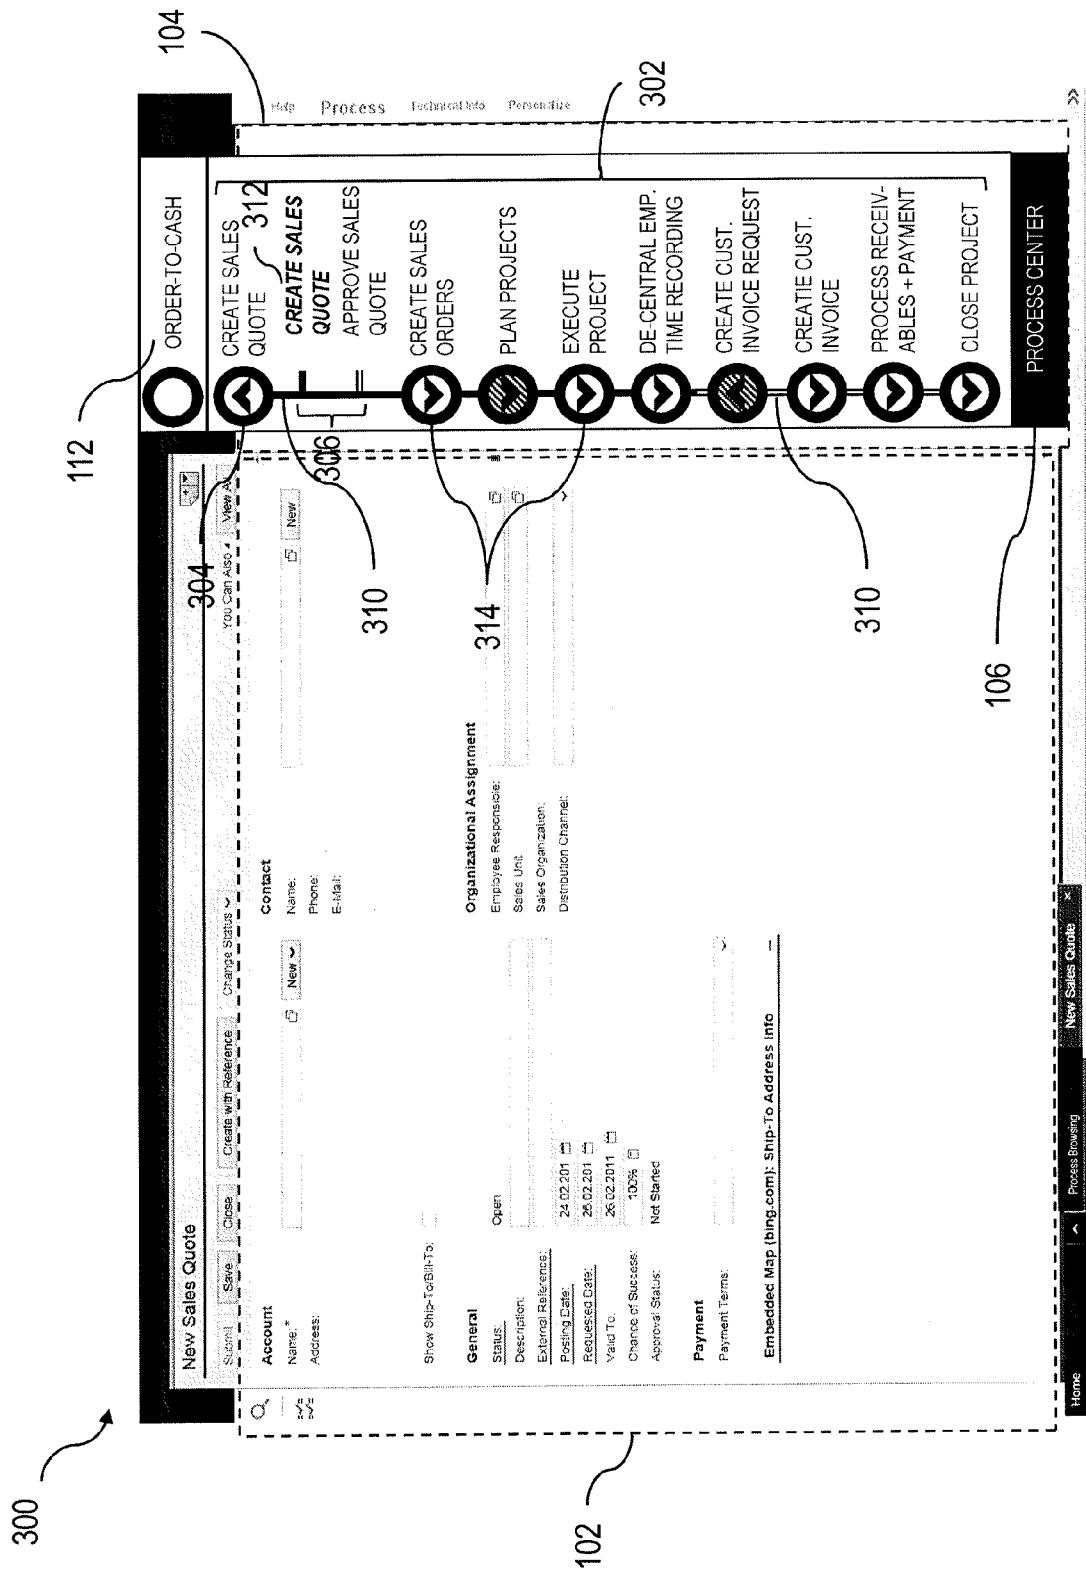 300
New Sales Quote
Submit
Save
Close
Create with Reference
Change Status
You Can Also
View A
Account
Name:*
New
Address:
Show Ship-To/Bill-To:
Contact
Name:
New
Phone:
E-Mail:
General
Status:
Open
Description:
External Reference:
Posting Date:
24.02.201
Requested Date:
26.02.201
Valid To:
26.02.2011
Chance of Success:
100%
Approval Status:
Not Started
Organizational Assignment
Employee Responsible:
Sales Unit
Sales Organization:
Distribution Channel:
Payment
Payment Terms:
Embedded Map (bing.com): Ship-To Address Info
Home
Process Browsing
New Sales Quote
ORDER-TO-CASH
CREATE SALES
QUOTE
CREATE SALES
QUOTE
APPROVE SALES
QUOTE
CREATE SALES
ORDERS
PLAN PROJECTS
EXECUTE
PROJECT
DE-CENTRAL EMP.
TIME RECORDING
CREATE CUST.
INVOICE REQUEST
CREATIE CUST.
INVOICE
PROCESS RECEIV-
ABLES + PAYMENT
CLOSE PROJECT
PROCESS CENTER
Help
Process
Technical Info
Personalize
112
104
302
312
304
306
310
314
310
106
102